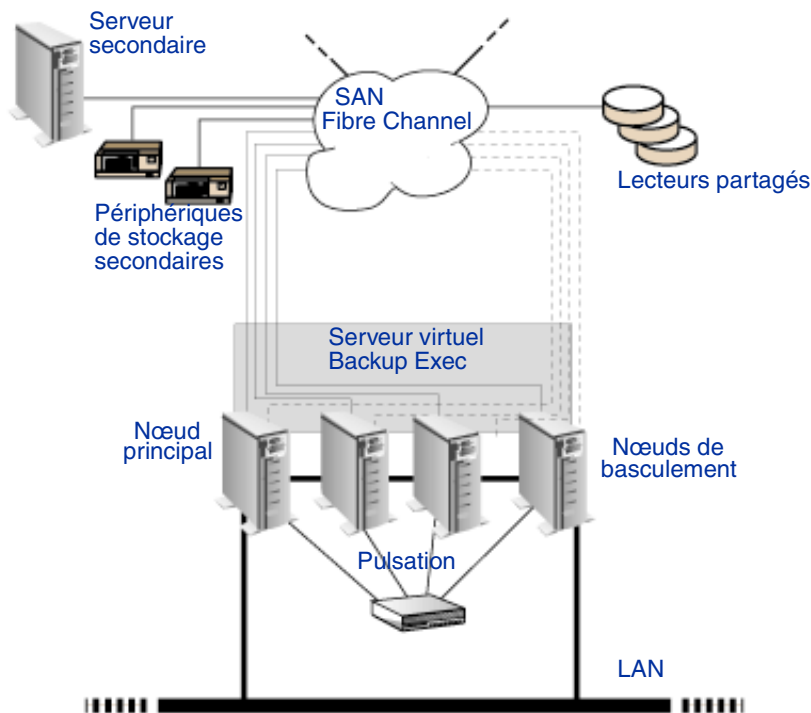 Serveur
secondaire
SAN
Fibre Channel
Lecteurs partagés
Périphériques
de stockage
secondaires
Serveur virtuel
Backup Exec
Nœud
principal
Nœuds de
basculement
Pulsation
LAN